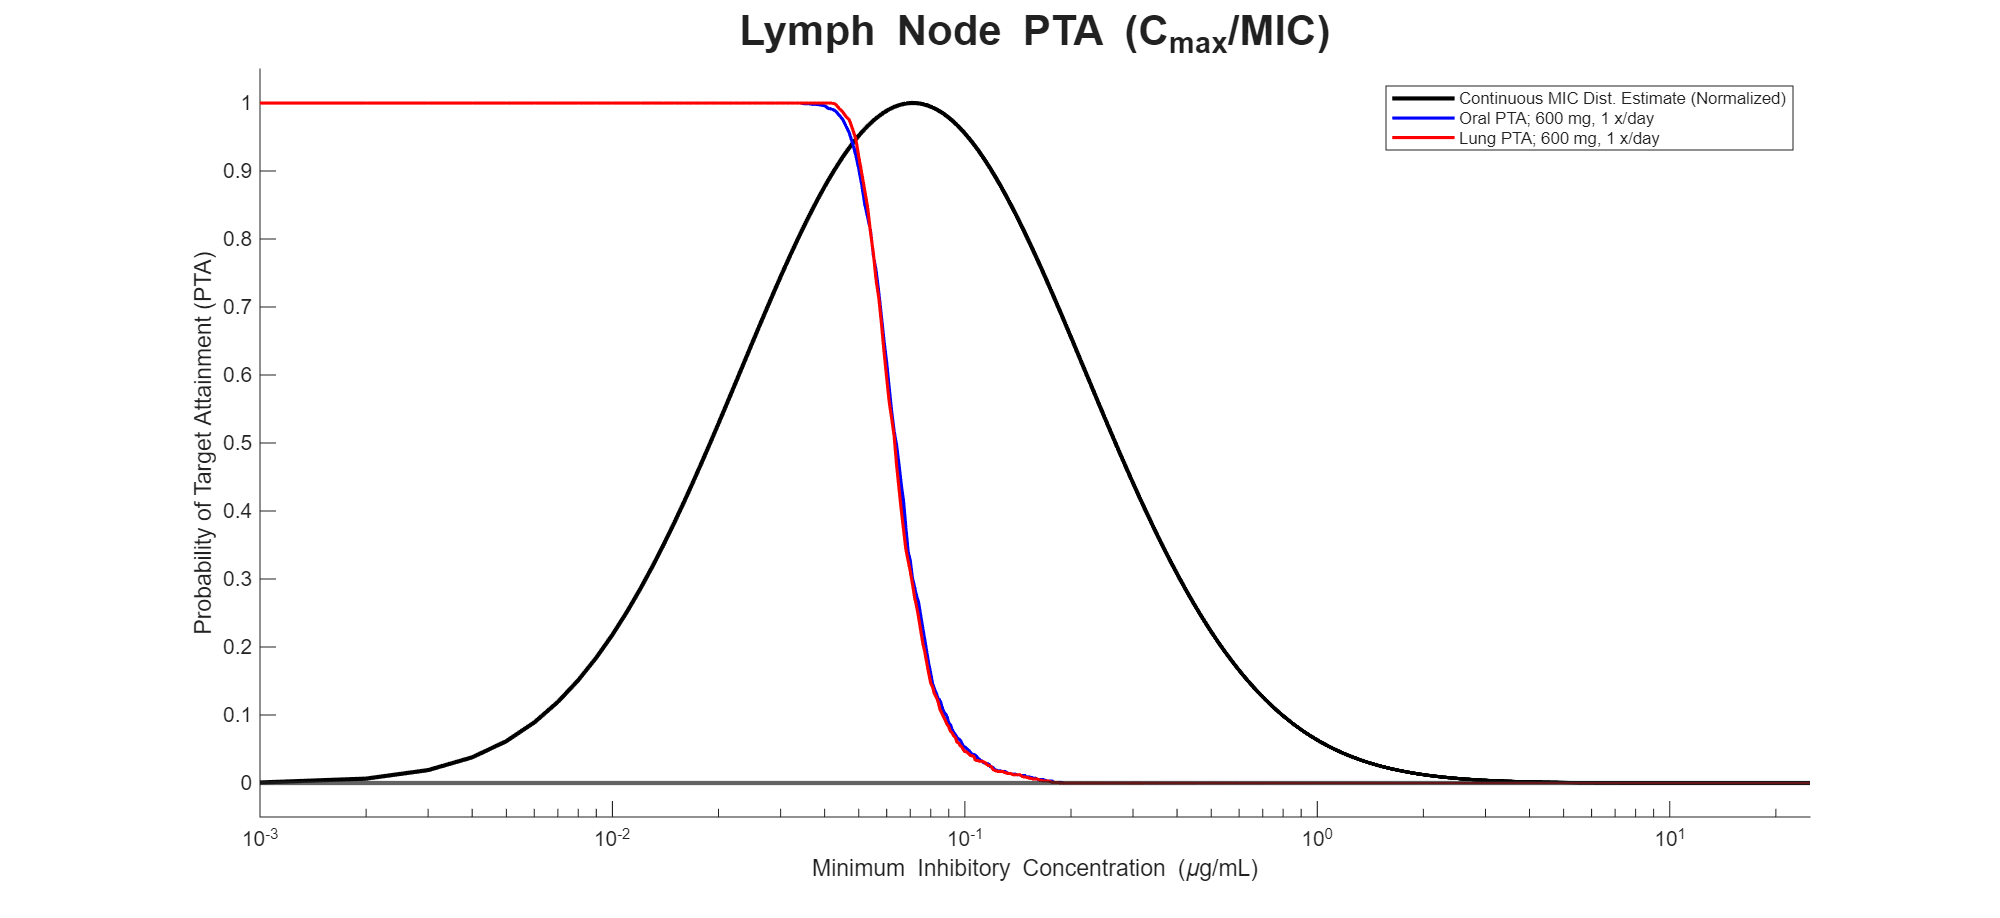 Lymph Node PTA (Cmax/MIC)
Continuous MIC Dist. Estimate (Normalized)
Oral PTA; 600 mg, 1 x/day
Lung PTA; 600 mg, 1 x/day
Probability of Target Attainment (PTA)
1
0.9
0.8
0.7
0.6
0.5
0.4
0.3
0.2
0.1
0
10-3 10-2 10-1 100 101
Minimum Inhibitory Concentration (µg/mL)